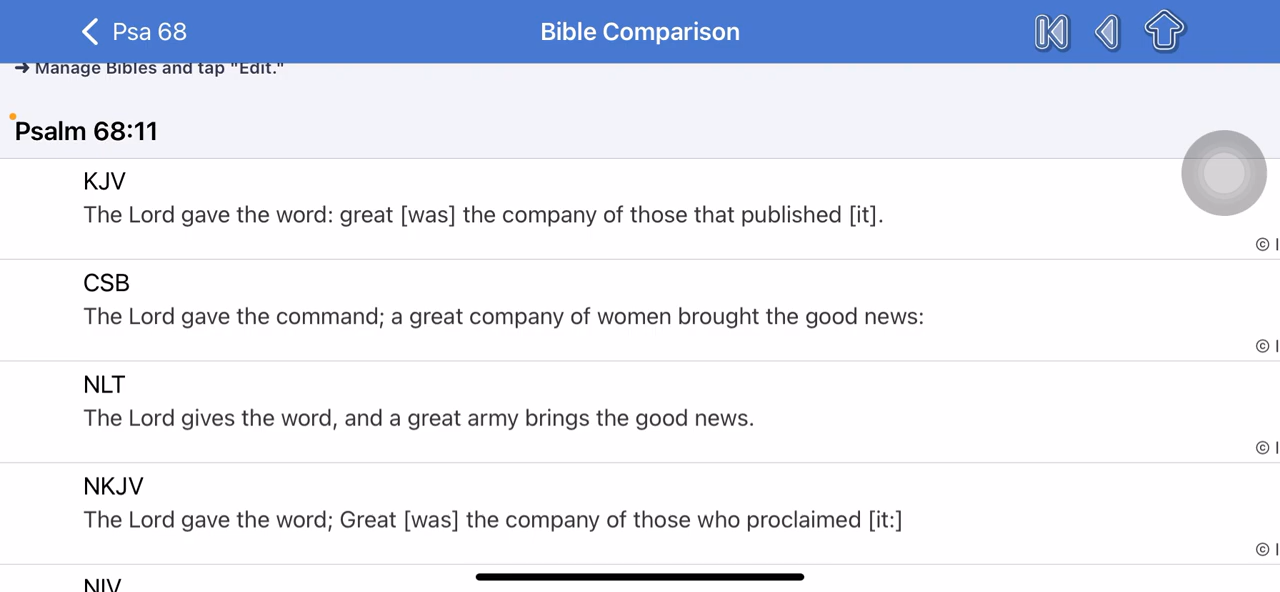 Psa 68
Bible Comparison
→ Manage Bibles and tap "Edit."
Psalm 68:11
KJV
The Lord gave the word: great [was] the company of those that published [it].
©
CSB
The Lord gave the command; a great company of women brought the good news:
©
NLT
The Lord gives the word, and a great army brings the good news.
©
NKJV
The Lord gave the word; Great [was] the company of those who proclaimed [it:]
©
NIV